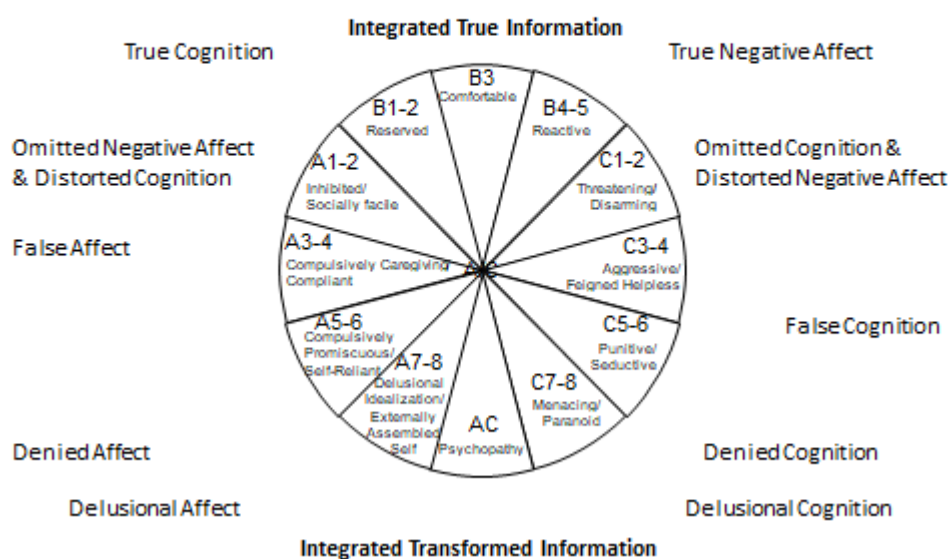 Integrated True Information
True Cognition
True Negative Affect
B3
Comfortable
B1-2
Reserved
B4-5
Reactive
Omitted Negative Affect
& Distorted Cognition
A1-2
Inhibited/
Socially facile
C1-2
Threatening/
Disarming
Omitted Cognition &
Distorted Negative Affect
False Affect
A3-4
Compulsively Caregiving/
Compliant
C3-4
Aggressive/
Feigned Helpless
A5-6
Compulsively
Promiscuous/
Self-Reliant
C5-6
Punitive/
Seductive
False Cognition
A7-8
Delusional
Idealization/
Externally
Assembled
Self
C7-8
Menacing/
Paranoid
AC
Psychopathy
Denied Affect
Denied Cognition
Delusional Affect
Delusional Cognition
Integrated Transformed Information